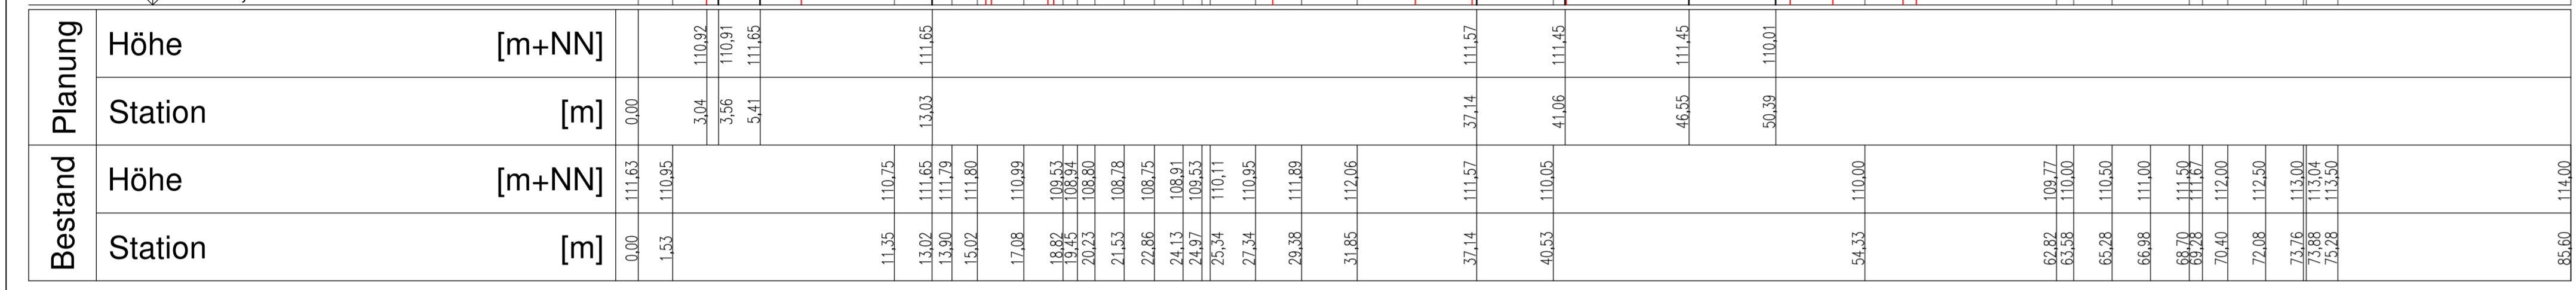 Planung
Höhe [m+NN] 110,92 110,91 111,65 111,65 111,57 111,45 111,45 110,01
Station [m] 0,00 3,04 3,56 5,41 13,03 37,14 41,06 46,55 50,39
Bestand
Höhe [m+NN] 111,63 110,95 110,75 111,65 111,79 111,80 110,99 109,53 108,94 108,80 108,78 108,75 108,91 109,53 110,11 110,95 111,89 112,06 111,57 110,05 110,00 109,77 110,00 110,50 111,00 111,50 111,67 112,00 112,50 113,00 113,04 113,50 114,00
Station [m] 0,00 1,53 11,35 13,02 13,90 15,02 17,08 18,82 19,45 20,23 21,53 22,86 24,13 24,97 25,34 27,34 29,38 31,85 37,14 40,53 54,33 62,82 63,58 65,28 66,98 68,70 69,28 70,40 72,08 73,76 73,88 75,28 85,60